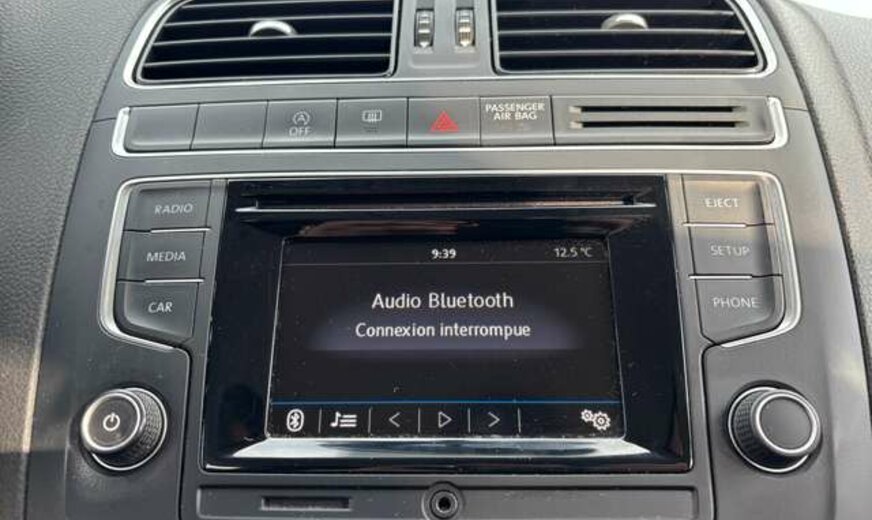 OFF
PASSENGER
AIR BAG
RADIO
MEDIA
CAR
EJECT
SETUP
PHONE
9:39
12.5 °C
Audio Bluetooth
Connexion interrompue